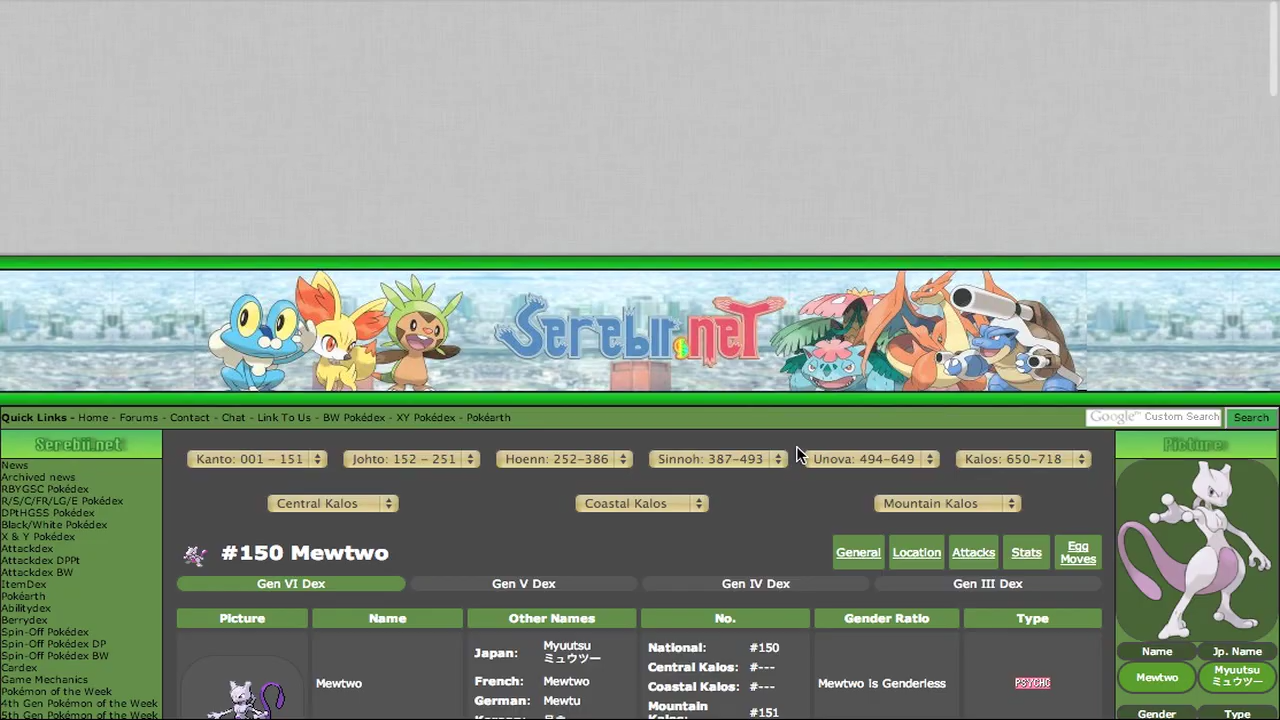 Serebii.net
Quick Links - Home - Forums - Contact - Chat - Link To Us - BW Pokédex - XY Pokédex - Pokéarth
Google™ Custom Search
Search
Serebii.net
News
Archived news
RBYGSC Pokédex
R/S/C/FR/LG/E Pokédex
DPtHGSS Pokédex
Black/White Pokédex
X & Y Pokédex
Attackdex
Attackdex DPPt
Attackdex BW
ItemDex
Pokéarth
Abilitydex
Berrydex
Spin-Off Pokédex
Spin-Off Pokédex DP
Spin-Off Pokédex BW
Cardex
Game Mechanics
Pokémon of the Week
4th Gen Pokémon of the Week
5th Gen Pokémon of the Week
Kanto: 001 – 151
Johto: 152 – 251
Hoenn: 252-386
Sinnoh: 387-493
Unova: 494-649
Kalos: 650-718
Central Kalos
Coastal Kalos
Mountain Kalos
#150 Mewtwo
General
Location
Attacks
Stats
Egg
Moves
Gen VI Dex
Gen V Dex
Gen IV Dex
Gen III Dex
Picture
Name
Other Names
No.
Gender Ratio
Type
Mewtwo
Japan:
Myuutsu
ミュウツー
French:
Mewtwo
German:
Mewtu
National:
#150
Central Kalos:
#---
Coastal Kalos:
#---
Mountain
#151
Mewtwo is Genderless
PSYCHC
Picture
Name
Jp. Name
Mewtwo
Myuutsu
ミュウツー
Gender
Type